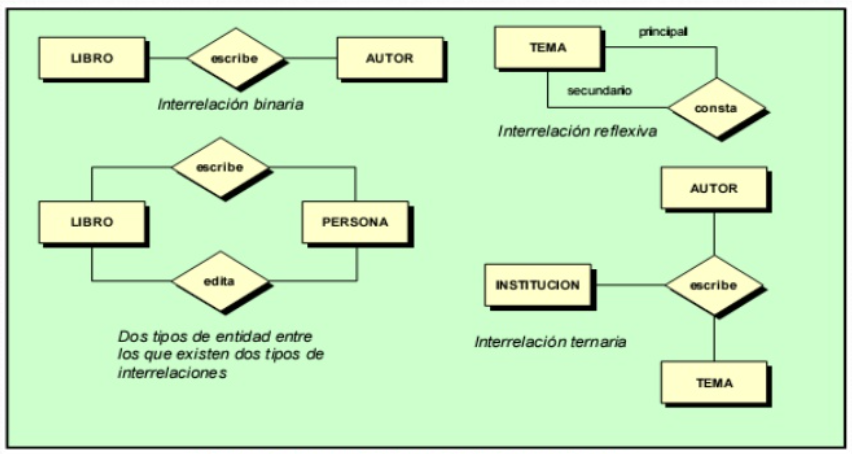 LIBRO
escribe
AUTOR
Interrelación binaria
TEMA
principal
secundario
consta
Interrelación reflexiva
escribe
LIBRO
PERSONA
edita
Dos tipos de entidad entre
los que existen dos tipos de
interrelaciones
AUTOR
INSTITUCION
escribe
Interrelación ternaria
TEMA